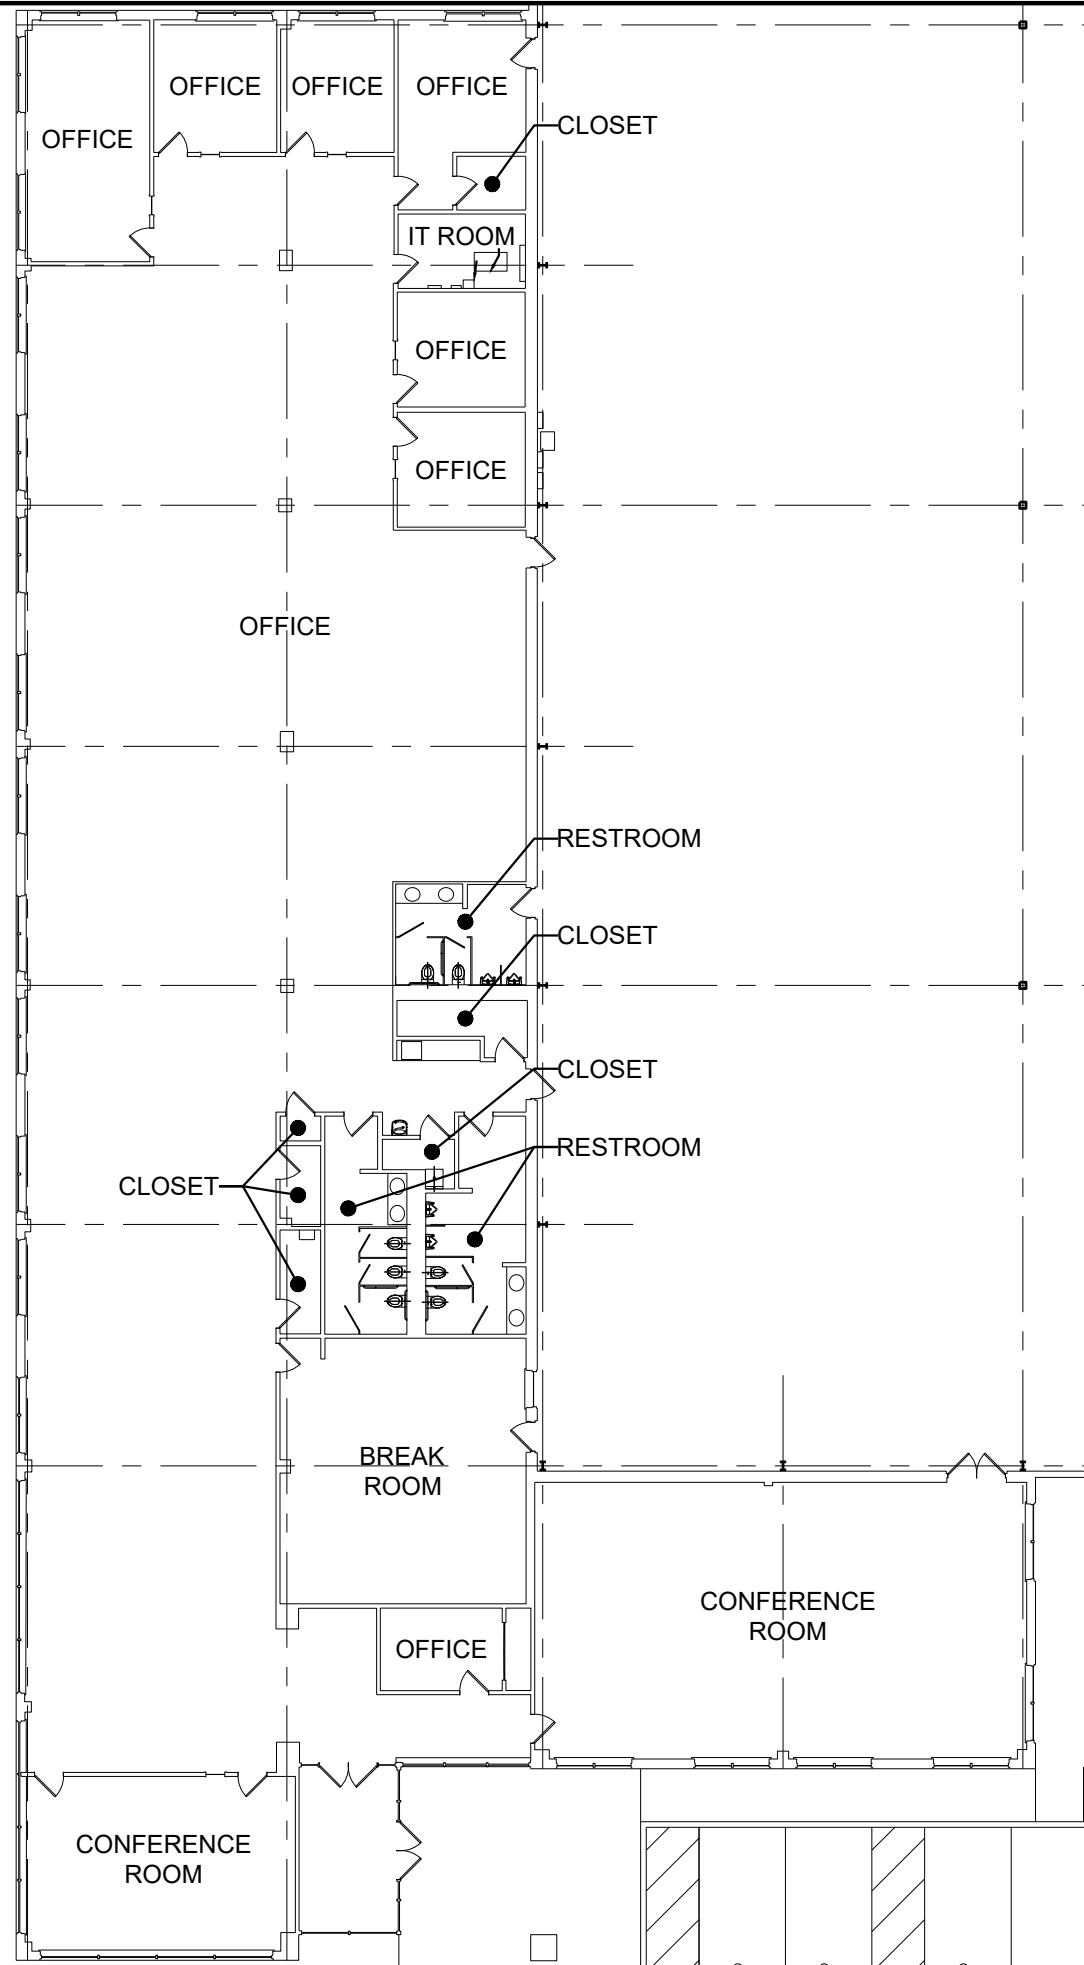 OFFICE
OFFICE
OFFICE
OFFICE
CLOSET
IT ROOM
OFFICE
OFFICE
OFFICE
RESTROOM
CLOSET
CLOSET
RESTROOM
CLOSET
BREAK
ROOM
CONFERENCE
ROOM
OFFICE
CONFERENCE
ROOM